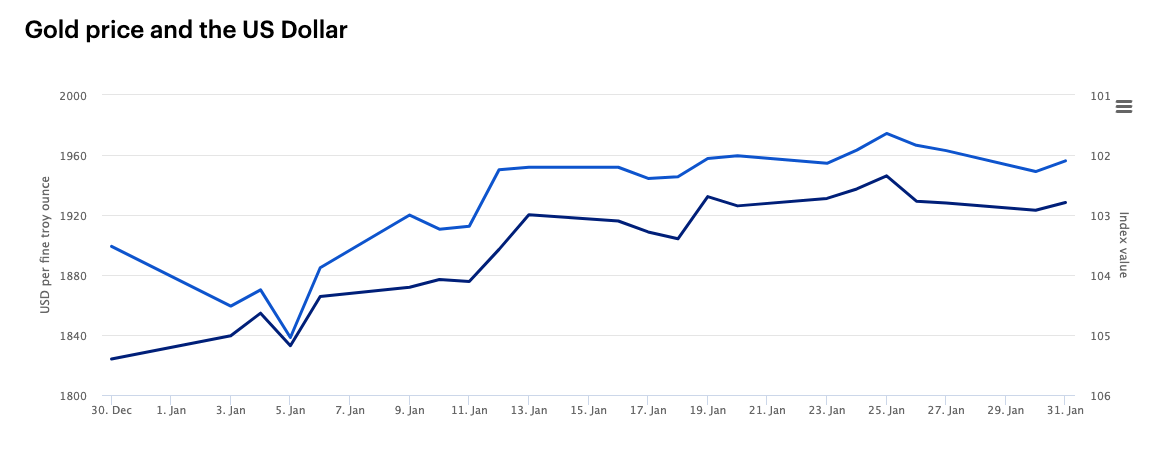 Gold price and the US Dollar
2000
1960
1920
1880
1840
1800
USD per fine troy ounce
101
102
103
104
105
106
Index value
30. Dec
1. Jan
3. Jan
5. Jan
7. Jan
9. Jan
11. Jan
13. Jan
15. Jan
17. Jan
19. Jan
21. Jan
23. Jan
25. Jan
27. Jan
29. Jan
31. Jan